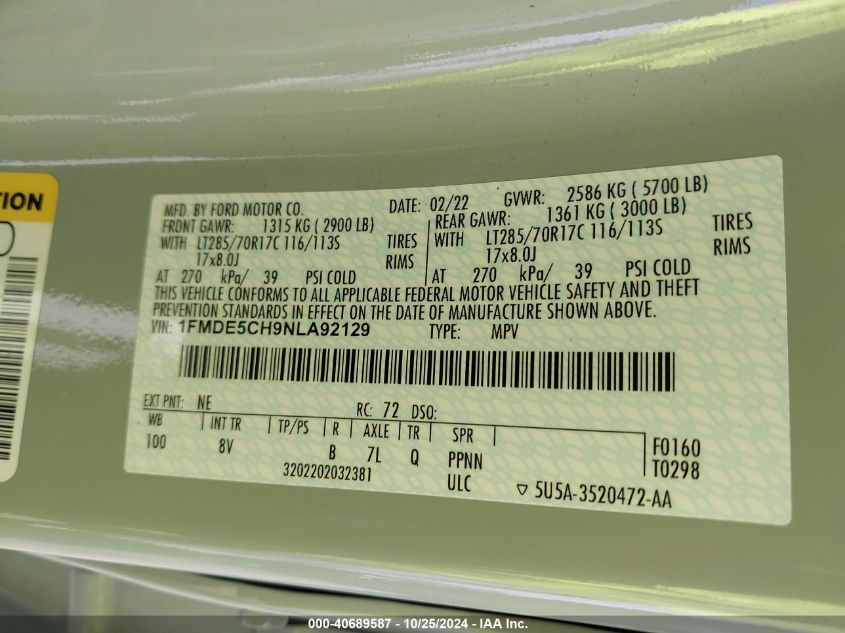 TION
MFD. BY FORD MOTOR CO. DATE: 02/22 GVWR: 2586 KG ( 5700 LB)
FRONT GAWR: 1315 KG ( 2900 LB) REAR GAWR: 1361 KG ( 3000 LB)
WITH LT285/70R17C 116/113S TIRES WITH LT285/70R17C 116/113S TIRES
17x8.0J RIMS 17x8.0J RIMS
AT 270 kPa/ 39 PSI COLD AT 270 kPa/ 39 PSI COLD
THIS VEHICLE CONFORMS TO ALL APPLICABLE FEDERAL MOTOR VEHICLE SAFETY AND THEFT
PREVENTION STANDARDS IN EFFECT ON THE DATE OF MANUFACTURE SHOWN ABOVE.
VIN: 1FMDE5CH9NLA92129 TYPE: MPV
EXT PNT: NE RC: 72 DSO:
WB INT TR TP/PS R AXLE TR SPR F0160
100 8V B 7L Q PPNN T0298
3202202032381 ULC 5U5A-3520472-AA
000-40689587 - 10/25/2024 - IAA Inc.